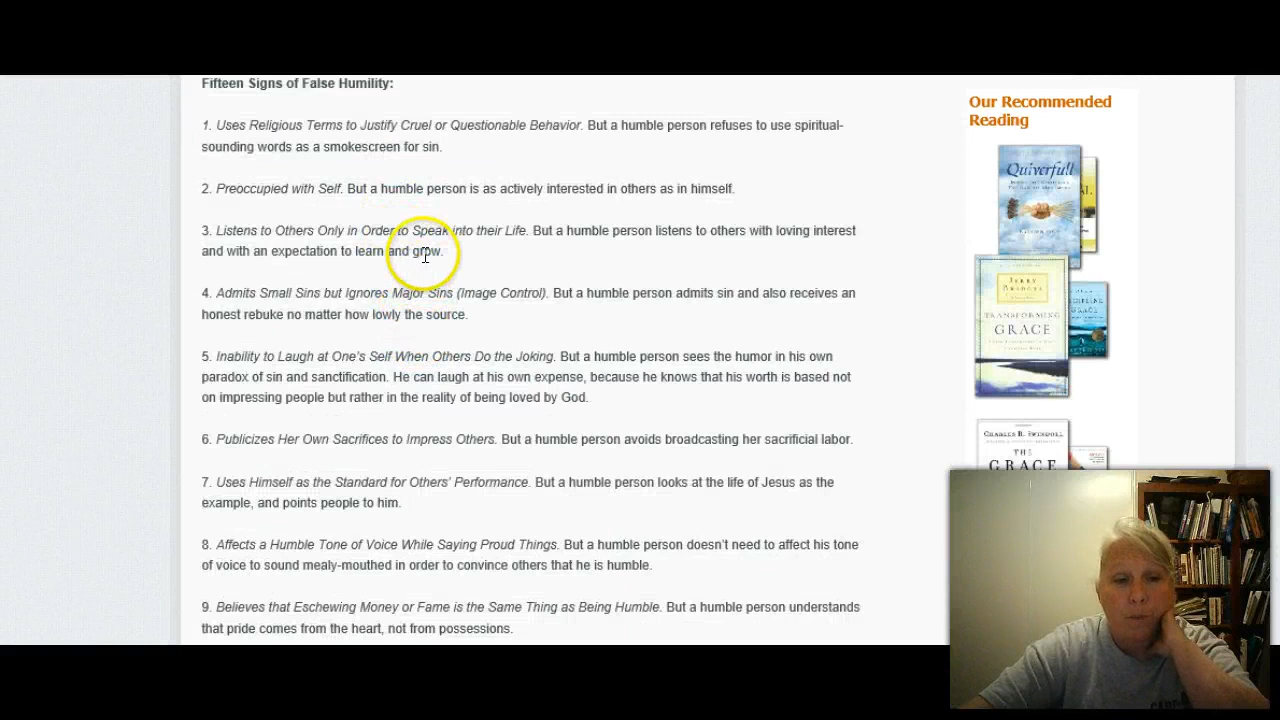 Fifteen Signs of False Humility:
1. Uses Religious Terms to Justify Cruel or Questionable Behavior. But a humble person refuses to use spiritual-
sounding words as a smokescreen for sin.
2. Preoccupied with Self. But a humble person is as actively interested in others as in himself.
3. Listens to Others Only in Order to Speak into their Life. But a humble person listens to others with loving interest
and with an expectation to learn and grow.
4. Admits Small Sins but Ignores Major Sins (Image Control). But a humble person admits sin and also receives an
honest rebuke no matter how lowly the source.
5. Inability to Laugh at One's Self When Others Do the Joking. But a humble person sees the humor in his own
paradox of sin and sanctification. He can laugh at his own expense, because he knows that his worth is based not
on impressing people but rather in the reality of being loved by God.
6. Publicizes Her Own Sacrifices to Impress Others. But a humble person avoids broadcasting her sacrificial labor.
7. Uses Himself as the Standard for Others' Performance. But a humble person looks at the life of Jesus as the
example, and points people to him.
8. Affects a Humble Tone of Voice While Saying Proud Things. But a humble person doesn't need to affect his tone
of voice to sound mealy-mouthed in order to convince others that he is humble.
9. Believes that Eschewing Money or Fame is the Same Thing as Being Humble. But a humble person understands
that pride comes from the heart, not from possessions.
Our Recommended
Reading
Quiverfull
JERRY
BRIDGES
TRANSFORMING
GRACE
GRACE
CHARLES R. SWINDOLL
THE
GRACE